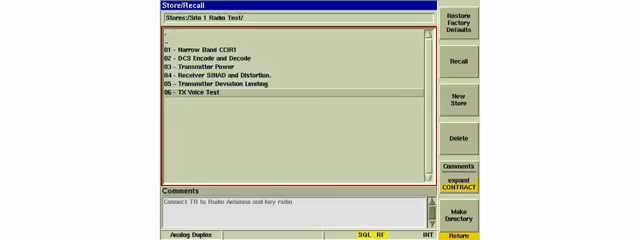 Store/Recall
Stores:/Site 1 Radio Test/
.
..
01 - Narrow Band CCIR1
02 - DCS Encode and Decode
03 - Transmitter Power
04 - Receiver SINAD and Distortion.
05 - Transmitter Deviation Limiting
06 - TX Voice Test
Comments
Connect TR to Radio Antenna and key radio
Analog Duplex
SQL RF
INT
Restore
Factory
Defaults
Recall
New
Store
Delete
Comments
expand
CONTRACT
Make
Directory
Return